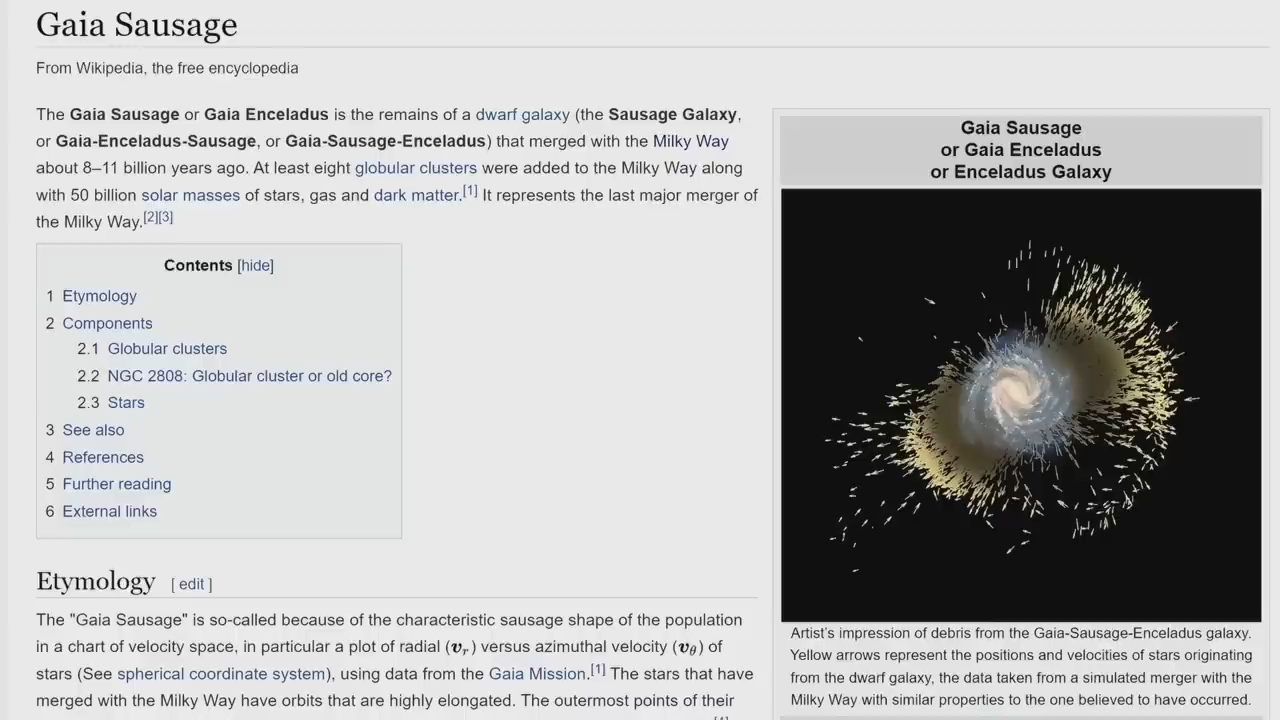 Gaia Sausage
From Wikipedia, the free encyclopedia
The Gaia Sausage or Gaia Enceladus is the remains of a dwarf galaxy (the Sausage Galaxy,
or Gaia-Enceladus-Sausage, or Gaia-Sausage-Enceladus) that merged with the Milky Way
about 8–11 billion years ago. At least eight globular clusters were added to the Milky Way along
with 50 billion solar masses of stars, gas and dark matter.[1] It represents the last major merger of
the Milky Way.[2][3]
Contents [hide]
1 Etymology
2 Components
2.1 Globular clusters
2.2 NGC 2808: Globular cluster or old core?
2.3 Stars
3 See also
4 References
5 Further reading
6 External links
Etymology [ edit ]
The "Gaia Sausage" is so-called because of the characteristic sausage shape of the population
in a chart of velocity space, in particular a plot of radial (vr) versus azimuthal velocity (vθ) of
stars (See spherical coordinate system), using data from the Gaia Mission.[1] The stars that have
merged with the Milky Way have orbits that are highly elongated. The outermost points of their
Gaia Sausage
or Gaia Enceladus
or Enceladus Galaxy
Artist's impression of debris from the Gaia-Sausage-Enceladus galaxy.
Yellow arrows represent the positions and velocities of stars originating
from the dwarf galaxy, the data taken from a simulated merger with the
Milky Way with similar properties to the one believed to have occurred.